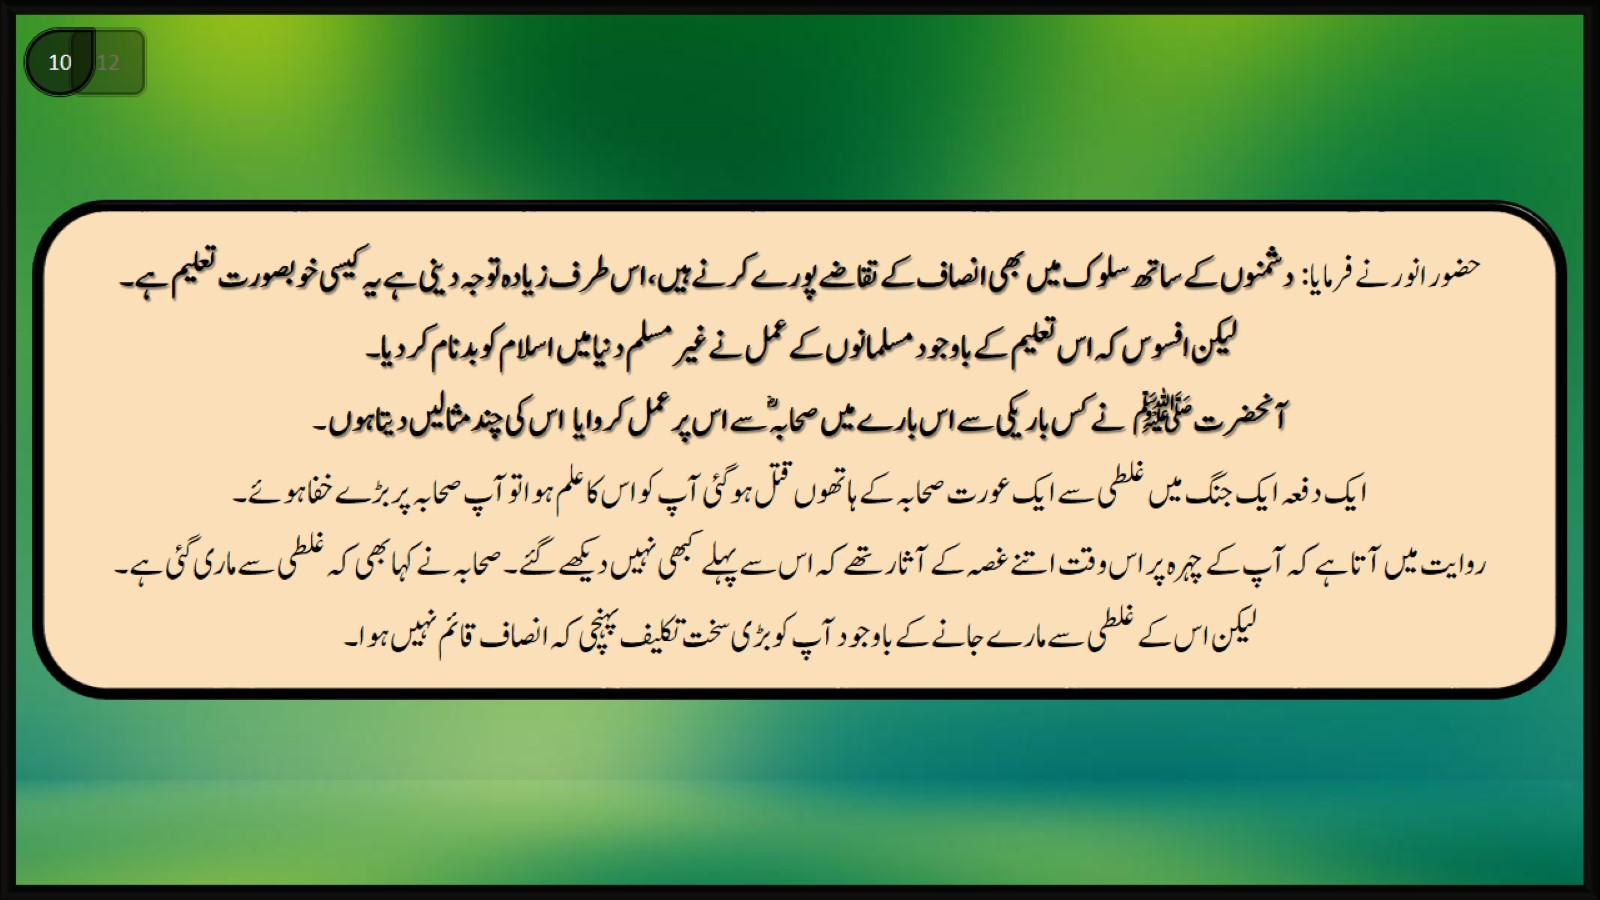 10 12
حضور انور نے فرمایا: دشمنوں کے ساتھ سلوک میں بھی انصاف کے تقاضے پورے کرنے ہیں، اس طرف زیادہ توجہ دینی ہے یہ کیسی خوبصورت تعلیم ہے۔
لیکن افسوس کہ اس تعلیم کے باوجود مسلمانوں کے عمل نے غیر مسلم دنیا میں اسلام کو بدنام کر دیا۔
آنحضرت ﷺ نے کس باریکی سے اس بارے میں صحابہؓ سے اس پر عمل کروایا اس کی چند مثالیں دیتا ہوں۔
ایک دفعہ ایک جنگ میں غلطی سے ایک عورت صحابہ کے ہاتھوں قتل ہو گئی آپ کو اس کا علم ہوا تو آپ صحابہ پر بڑے خفا ہوئے۔
روایت میں آتا ہے کہ آپ کے چہرہ پر اس وقت اتنے غصہ کے آثار تھے کہ اس سے پہلے کبھی نہیں دیکھے گئے۔ صحابہ نے کہا بھی کہ غلطی سے ماری گئی ہے۔
لیکن اس کے غلطی سے مارے جانے کے باوجود آپ کو بڑی سخت تکلیف پہنچی کہ انصاف قائم نہیں ہوا۔